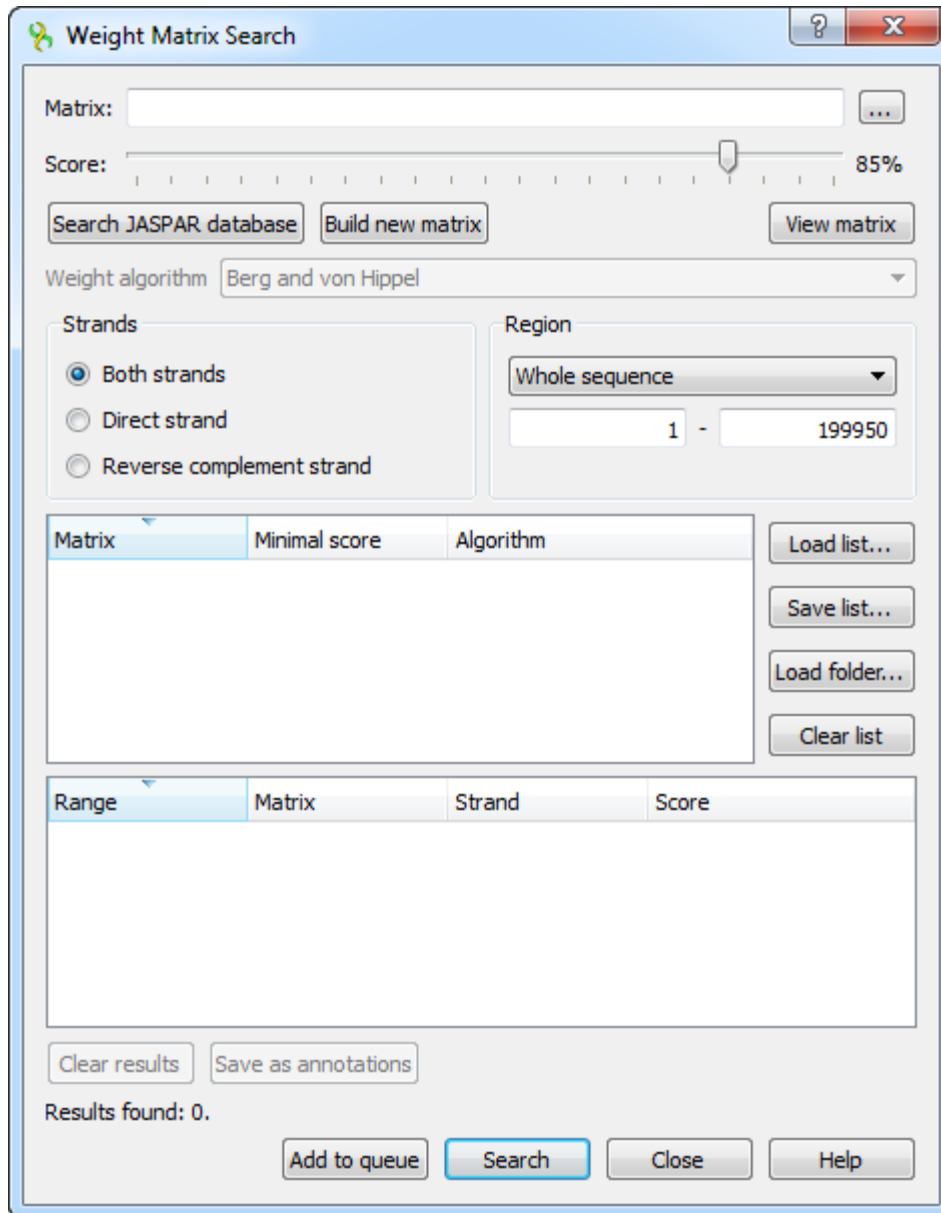 Weight Matrix Search
Matrix: ...
Score: 85%
Search JASPAR database Build new matrix View matrix
Weight algorithm Berg and von Hippel
Strands Region
Both strands Whole sequence
Direct strand 1 - 199950
Reverse complement strand
Matrix Minimal score Algorithm
Load list...
Save list...
Load folder...
Clear list
Range Matrix Strand Score
Clear results Save as annotations
Results found: 0.
Add to queue Search Close Help